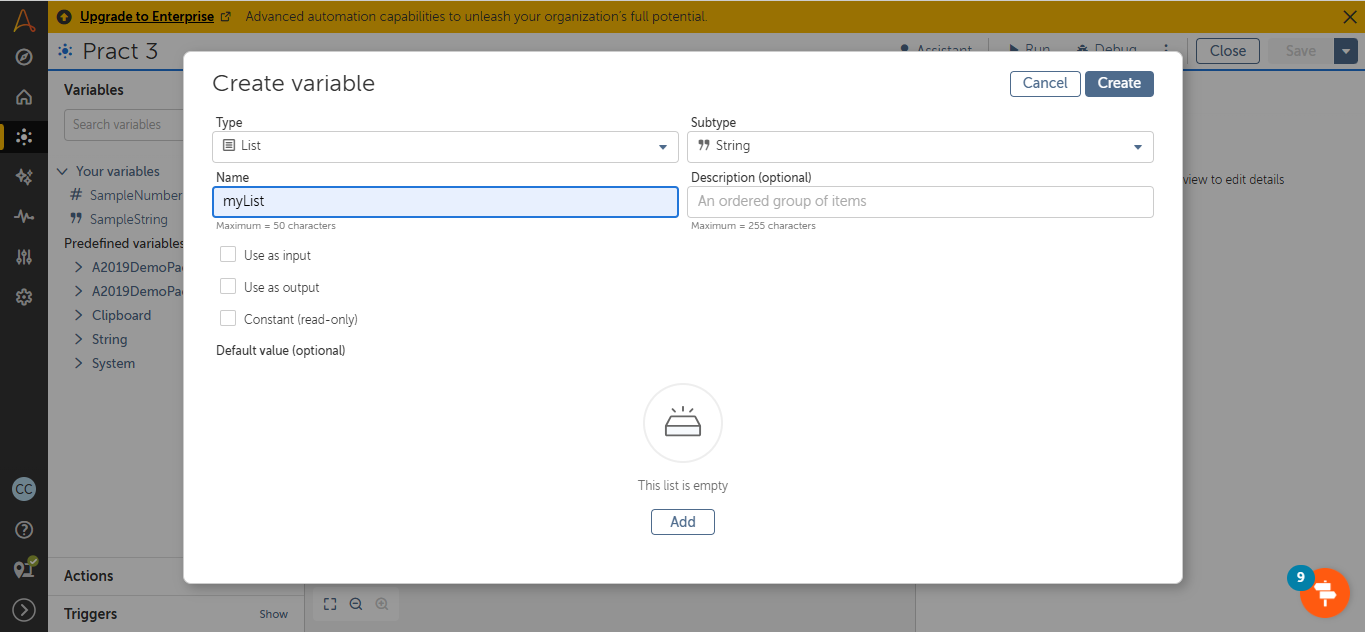 Upgrade to Enterprise Advanced automation capabilities to unleash your organization's full potential.
Pract 3
Assistant Run Debug Close Save
Variables
Search variables
Your variables
SampleNumber
SampleString
Predefined variables
A2019DemoPa
A2019DemoPa
Clipboard
String
System
Actions
Triggers Show
CC
Create variable
Cancel Create
Type Subtype
List String
Name Description (optional)
myList An ordered group of items
Maximum = 50 characters Maximum = 255 characters
Use as input
Use as output
Constant (read-only)
Default value (optional)
This list is empty
Add
view to edit details
9